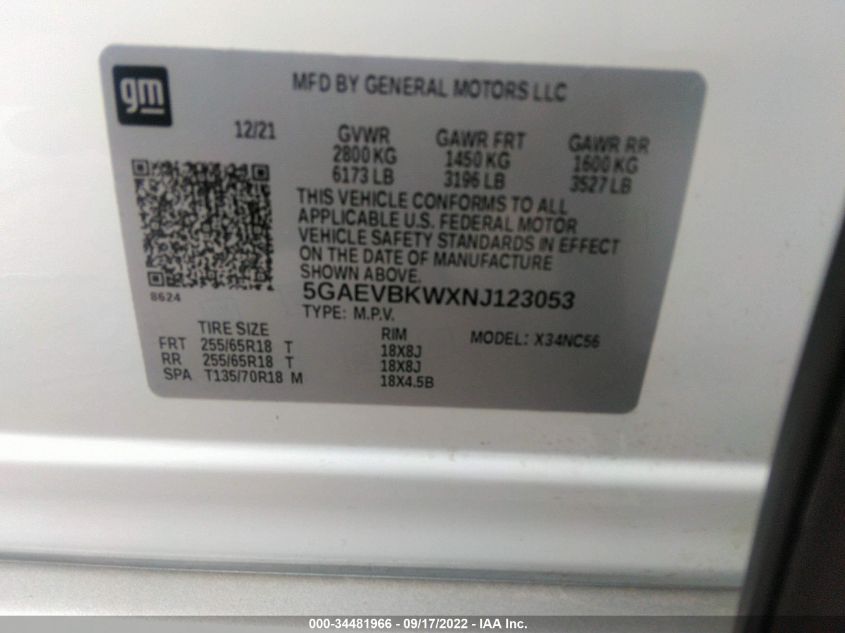 gm
MFD BY GENERAL MOTORS LLC
12/21
GVWR GAWR FRT GAWR RR
2800 KG 1450 KG 1600 KG
6173 LB 3196 LB 3527 LB
THIS VEHICLE CONFORMS TO ALL
APPLICABLE U.S. FEDERAL MOTOR
VEHICLE SAFETY STANDARDS IN EFFECT
ON THE DATE OF MANUFACTURE
SHOWN ABOVE.
8624
5GAEVBKWXNJ123053
TYPE: M.P.V.
MODEL: X34NC56
TIRE SIZE RIM
FRT 255/65R18 T 18X8J
RR 255/65R18 T 18X8J
SPA T135/70R18 M 18X4.5B
000-34481966 - 09/17/2022 - IAA Inc.